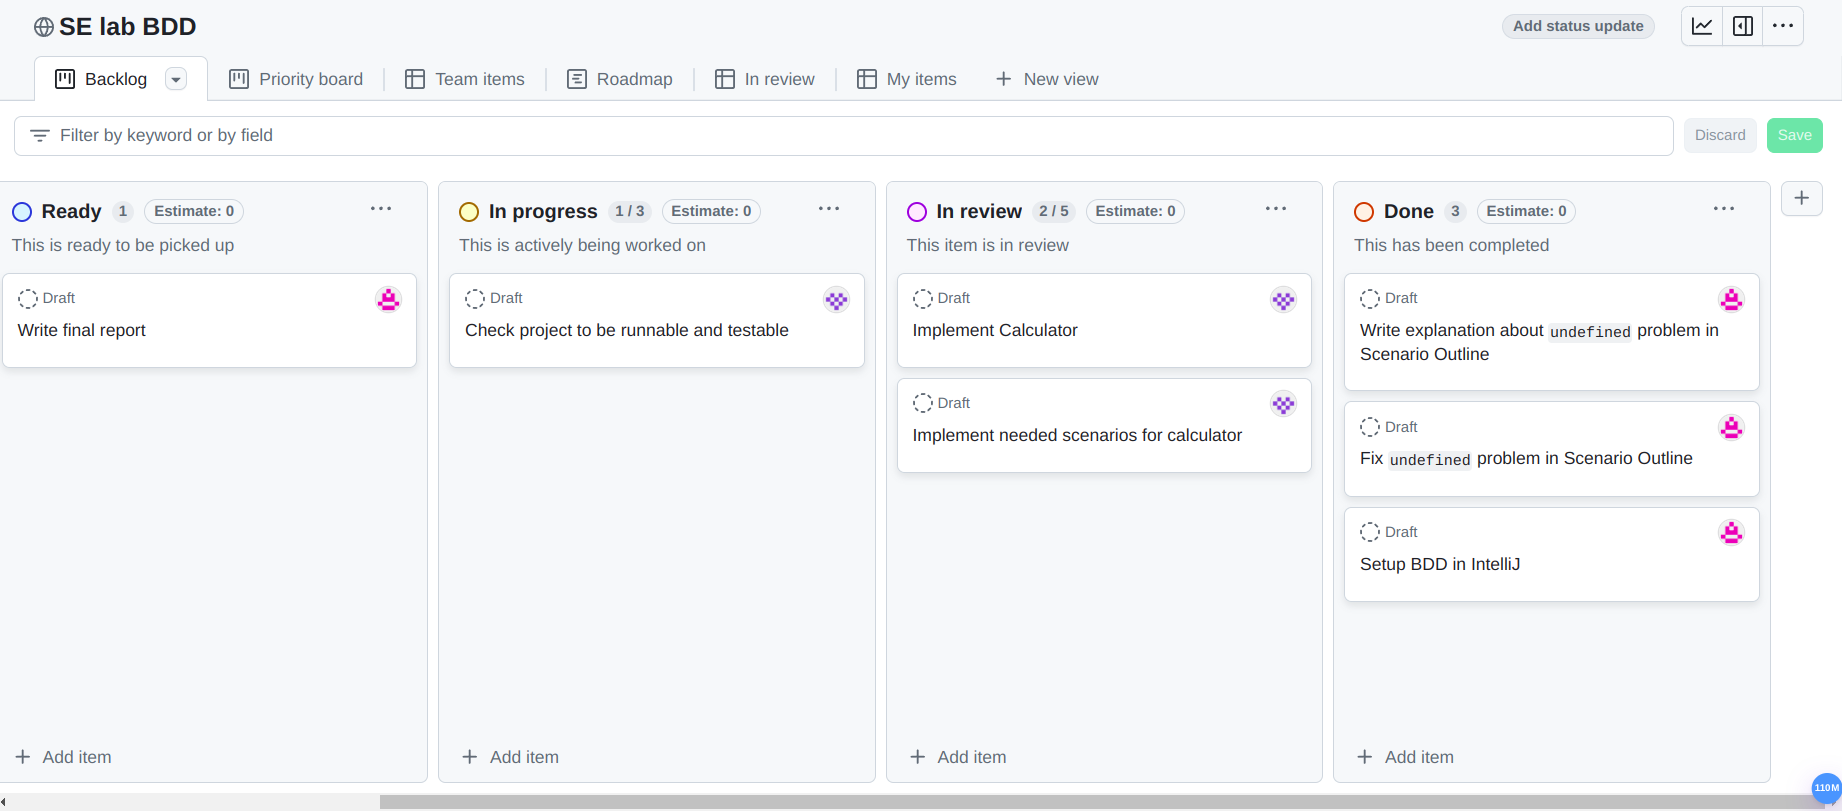 SE lab BDD
Add status update
Backlog
Priority board
Team items
Roadmap
In review
My items
New view
Filter by keyword or by field
Discard
Save
Ready 1 Estimate: 0
This is ready to be picked up
Draft
Write final report
Add item
In progress 1 / 3 Estimate: 0
This is actively being worked on
Draft
Check project to be runnable and testable
Add item
In review 2 / 5 Estimate: 0
This item is in review
Draft
Implement Calculator
Draft
Implement needed scenarios for calculator
Add item
Done 3 Estimate: 0
This has been completed
Draft
Write explanation about undefined problem in
Scenario Outline
Draft
Fix undefined problem in Scenario Outline
Draft
Setup BDD in IntelliJ
Add item
110M